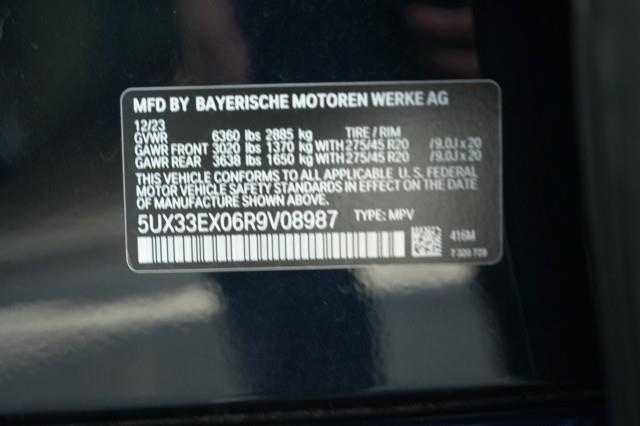 MFD BY BAYERISCHE MOTOREN WERKE AG
12/23
GVWR 6360 lbs 2885 kg TIRE / RIM
GAWR FRONT 3020 lbs 1370 kg WITH 275/45 R20 /9.0J x 20
GAWR REAR 3638 lbs 1650 kg WITH 275/45 R20 /9.0J x 20
THIS VEHICLE CONFORMS TO ALL APPLICABLE U. S. FEDERAL
MOTOR VEHICLE SAFETY STANDARDS IN EFFECT ON THE DATE
OF MANUFACTURE SHOWN ABOVE.
5UX33EX06R9V08987 TYPE: MPV
416M
7 320 729